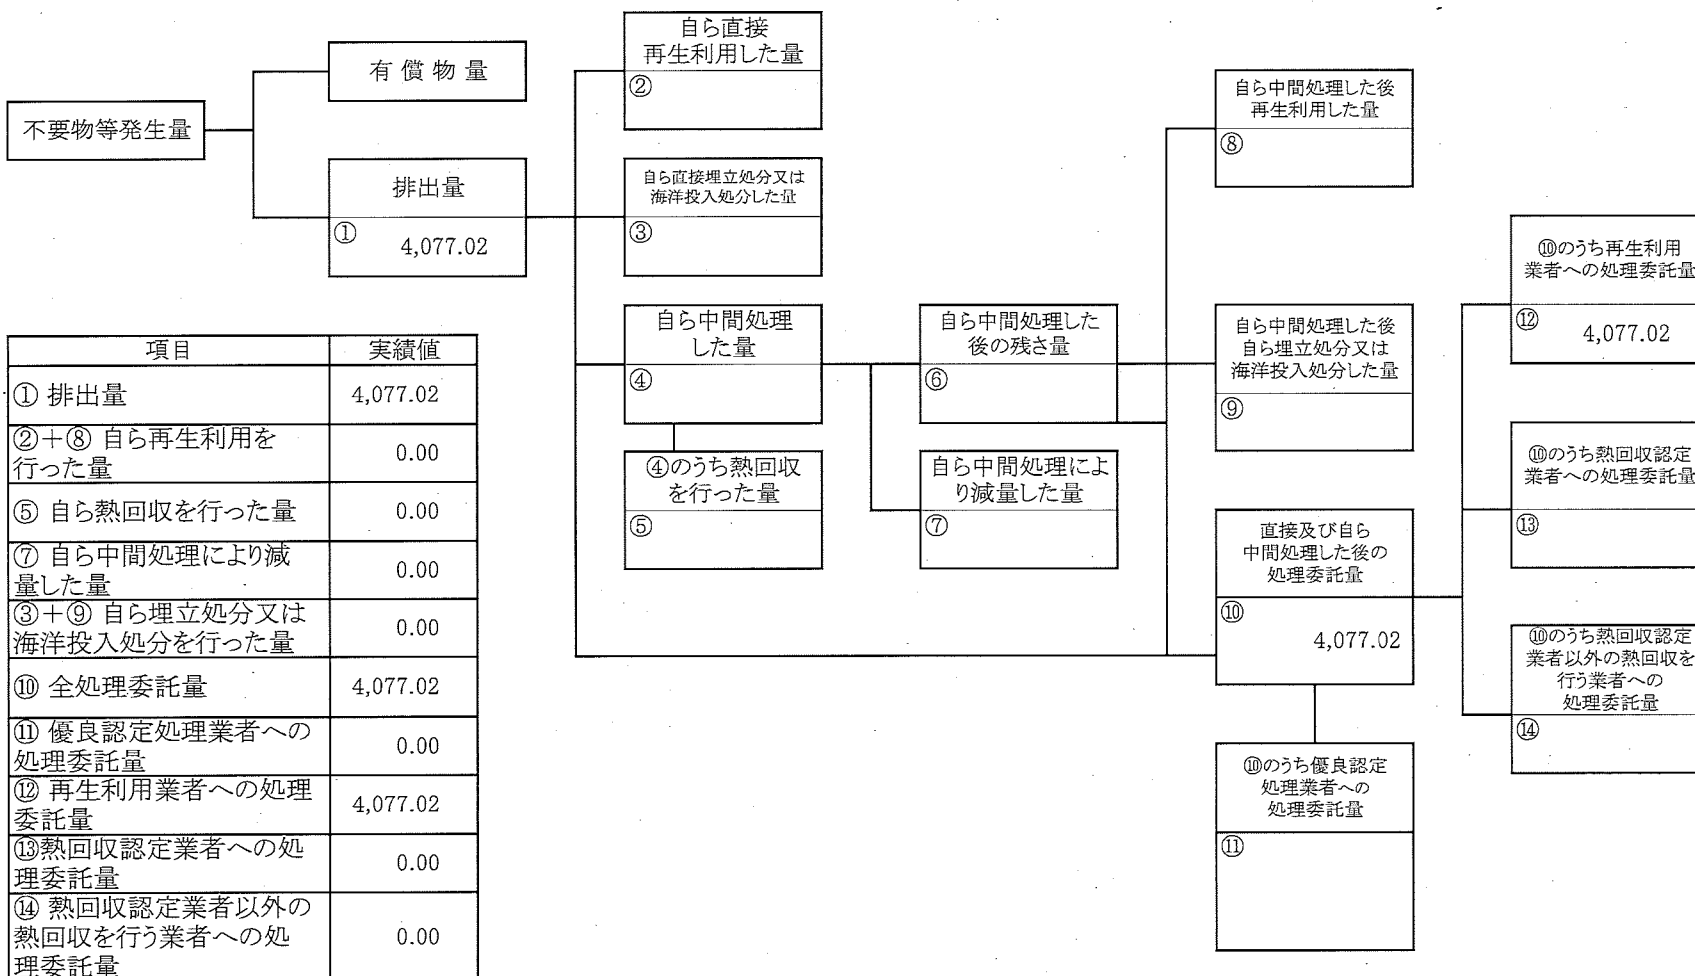 不要物等発生量
有償物量
排出量
①
4,077.02
自ら直接
再生利用した量
②
自ら直接埋立処分又は
海洋投入処分した量
③
自ら中間処理
した量
④
④のうち熱回収
を行った量
⑤
自ら中間処理した
後の残さ量
⑥
自ら中間処理によ
り減量した量
⑦
自ら中間処理した後
再生利用した量
⑧
自ら中間処理した後
自ら埋立処分又は
海洋投入処分した量
⑨
直接及び自ら
中間処理した後の
処理委託量
⑩
4,077.02
⑩のうち優良認定
処理業者への
処理委託量
⑪
⑩のうち再生利用
業者への処理委託量
⑫
4,077.02
⑩のうち熱回収認定
業者への処理委託量
⑬
⑩のうち熱回収認定
業者以外の熱回収を
行う業者への
処理委託量
⑭
項目 実績値
① 排出量 4,077.02
②＋⑧ 自ら再生利用を
行った量 0.00
⑤ 自ら熱回収を行った量 0.00
⑦ 自ら中間処理により減
量した量 0.00
③＋⑨ 自ら埋立処分又は
海洋投入処分を行った量 0.00
⑩ 全処理委託量 4,077.02
⑪ 優良認定処理業者への
処理委託量 0.00
⑫ 再生利用業者への処理
委託量 4,077.02
⑬熱回収認定業者への処
理委託量 0.00
⑭ 熱回収認定業者以外の
熱回収を行う業者への処
理委託量 0.00